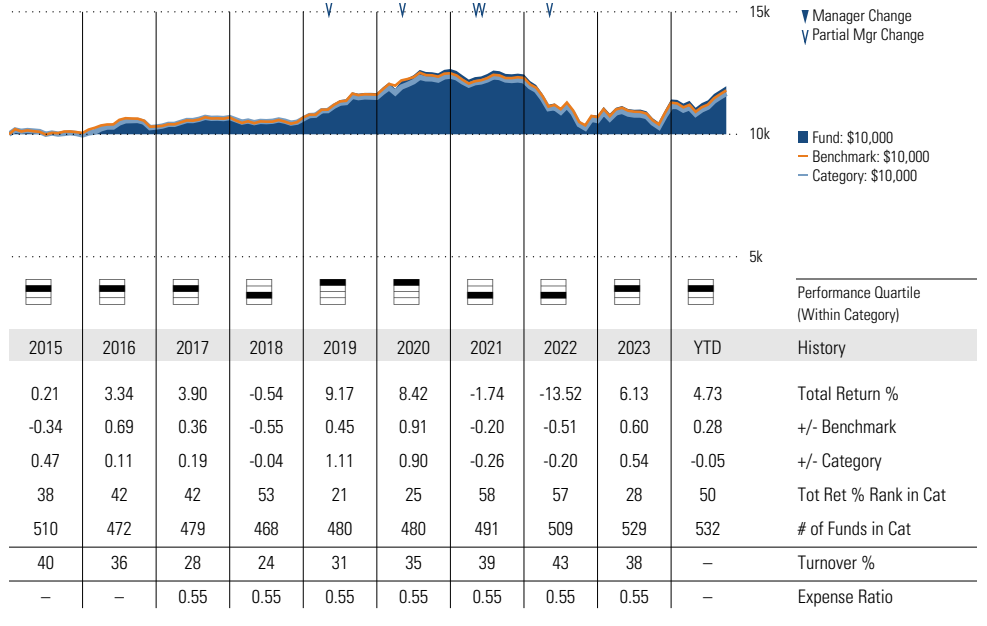 15k
Manager Change
Partial Mgr Change
10k
Fund: $10,000
Benchmark: $10,000
Category: $10,000
5k
Performance Quartile
(Within Category)
2015 2016 2017 2018 2019 2020 2021 2022 2023 YTD History
0.21 3.34 3.90 -0.54 9.17 8.42 -1.74 -13.52 6.13 4.73 Total Return %
-0.34 0.69 0.36 -0.55 0.45 0.91 -0.20 -0.51 0.60 0.28 +/- Benchmark
0.47 0.11 0.19 -0.04 1.11 0.90 -0.26 -0.20 0.54 -0.05 +/- Category
38 42 42 53 21 25 58 57 28 50 Tot Ret % Rank in Cat
510 472 479 468 480 480 491 509 529 532 # of Funds in Cat
40 36 28 24 31 35 39 43 38 – Turnover %
– – 0.55 0.55 0.55 0.55 0.55 0.55 0.55 – Expense Ratio